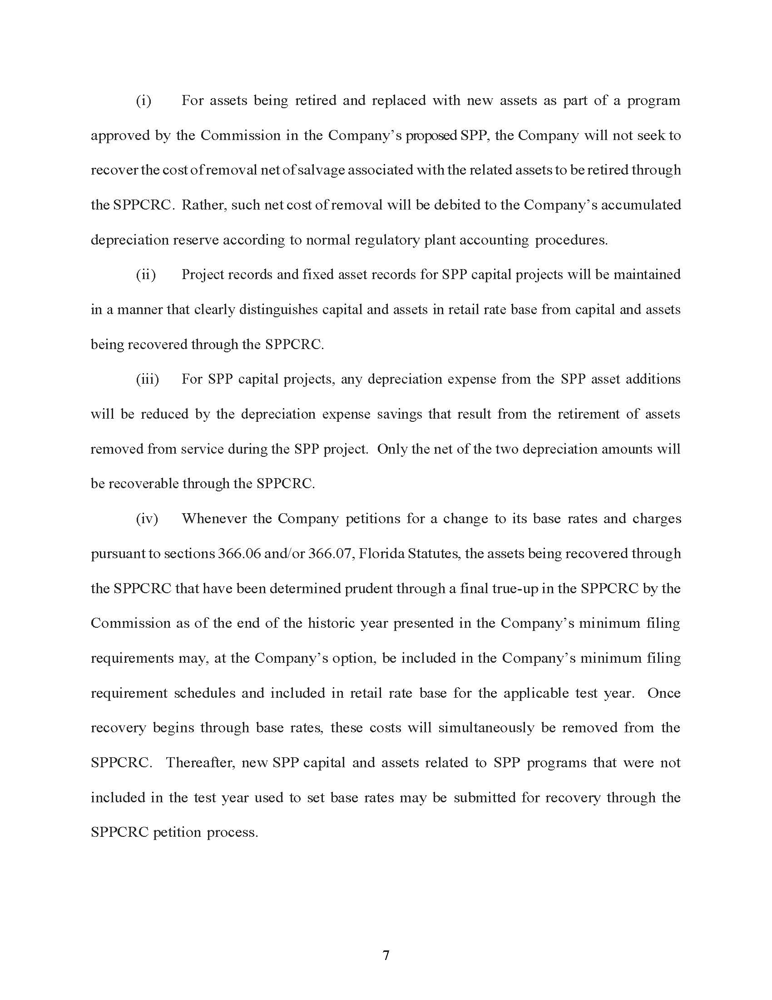 (i) For assets being retired and replaced with new assets as part of a program
approved by the Commission in the Company’s proposed SPP, the Company will not seek to
recover the cost of removal net of salvage associated with the related assets to be retired through
the SPPCRC. Rather, such net cost of removal will be debited to the Company’s accumulated
depreciation reserve according to normal regulatory plant accounting procedures.
(ii) Project records and fixed asset records for SPP capital projects will be maintained
in a manner that clearly distinguishes capital and assets in retail rate base from capital and assets
being recovered through the SPPCRC.
(iii) For SPP capital projects, any depreciation expense from the SPP asset additions
will be reduced by the depreciation expense savings that result from the retirement of assets
removed from service during the SPP project. Only the net of the two depreciation amounts will
be recoverable through the SPPCRC.
(iv) Whenever the Company petitions for a change to its base rates and charges
pursuant to sections 366.06 and/or 366.07, Florida Statutes, the assets being recovered through
the SPPCRC that have been determined prudent through a final true-up in the SPPCRC by the
Commission as of the end of the historic year presented in the Company’s minimum filing
requirements may, at the Company’s option, be included in the Company’s minimum filing
requirement schedules and included in retail rate base for the applicable test year. Once
recovery begins through base rates, these costs will simultaneously be removed from the
SPPCRC. Thereafter, new SPP capital and assets related to SPP programs that were not
included in the test year used to set base rates may be submitted for recovery through the
SPPCRC petition process.
7